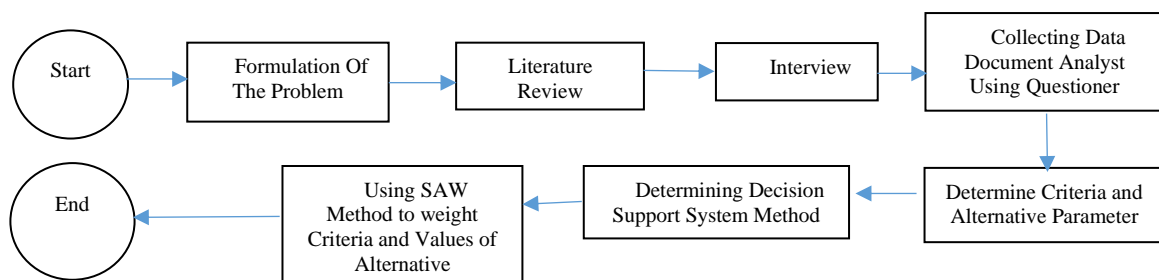 Start
Formulation Of
The Problem
Literature
Review
Interview
Collecting Data
Document Analyst
Using Questioner
Determine Criteria and
Alternative Parameter
Determining Decision
Support System Method
Using SAW
Method to weight
Criteria and Values of
Alternative
End